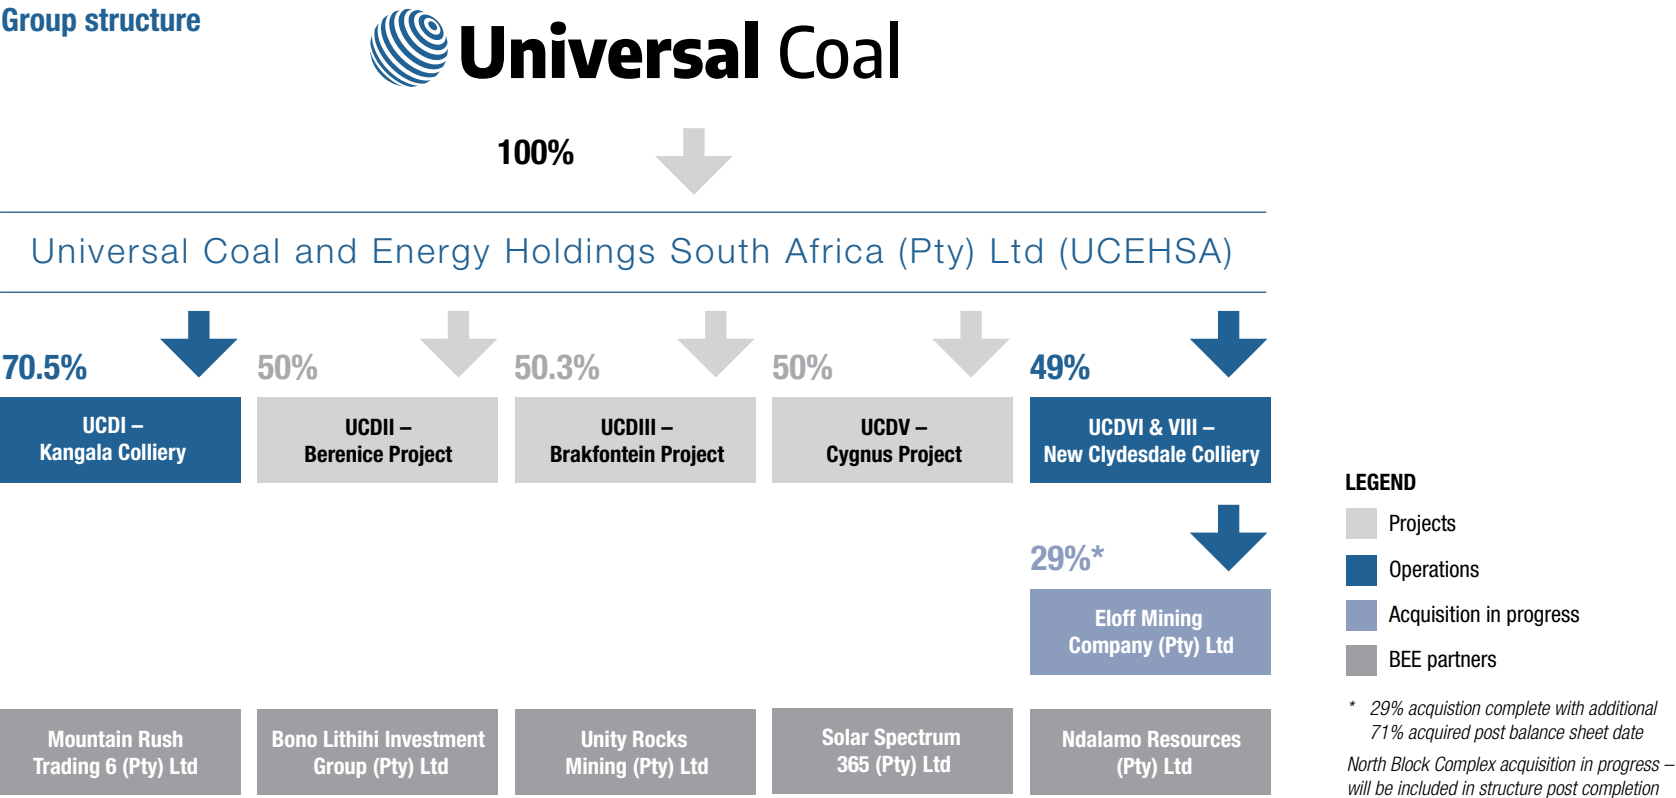 Group structure
Universal Coal
100%
Universal Coal and Energy Holdings South Africa (Pty) Ltd (UCEHSA)
70.5%
50%
50.3%
50%
49%
UCDI –
Kangala Colliery
UCDII –
Berenice Project
UCDIII –
Brakfontein Project
UCDV –
Cygnus Project
UCDVI & VIII –
New Clydesdale Colliery
29%*
Eloff Mining
Company (Pty) Ltd
Mountain Rush
Trading 6 (Pty) Ltd
Bono Lithihi Investment
Group (Pty) Ltd
Unity Rocks
Mining (Pty) Ltd
Solar Spectrum
365 (Pty) Ltd
Ndalamo Resources
(Pty) Ltd
LEGEND
Projects
Operations
Acquisition in progress
BEE partners
* 29% acquistion complete with additional
71% acquired post balance sheet date
North Block Complex acquisition in progress –
will be included in structure post completion